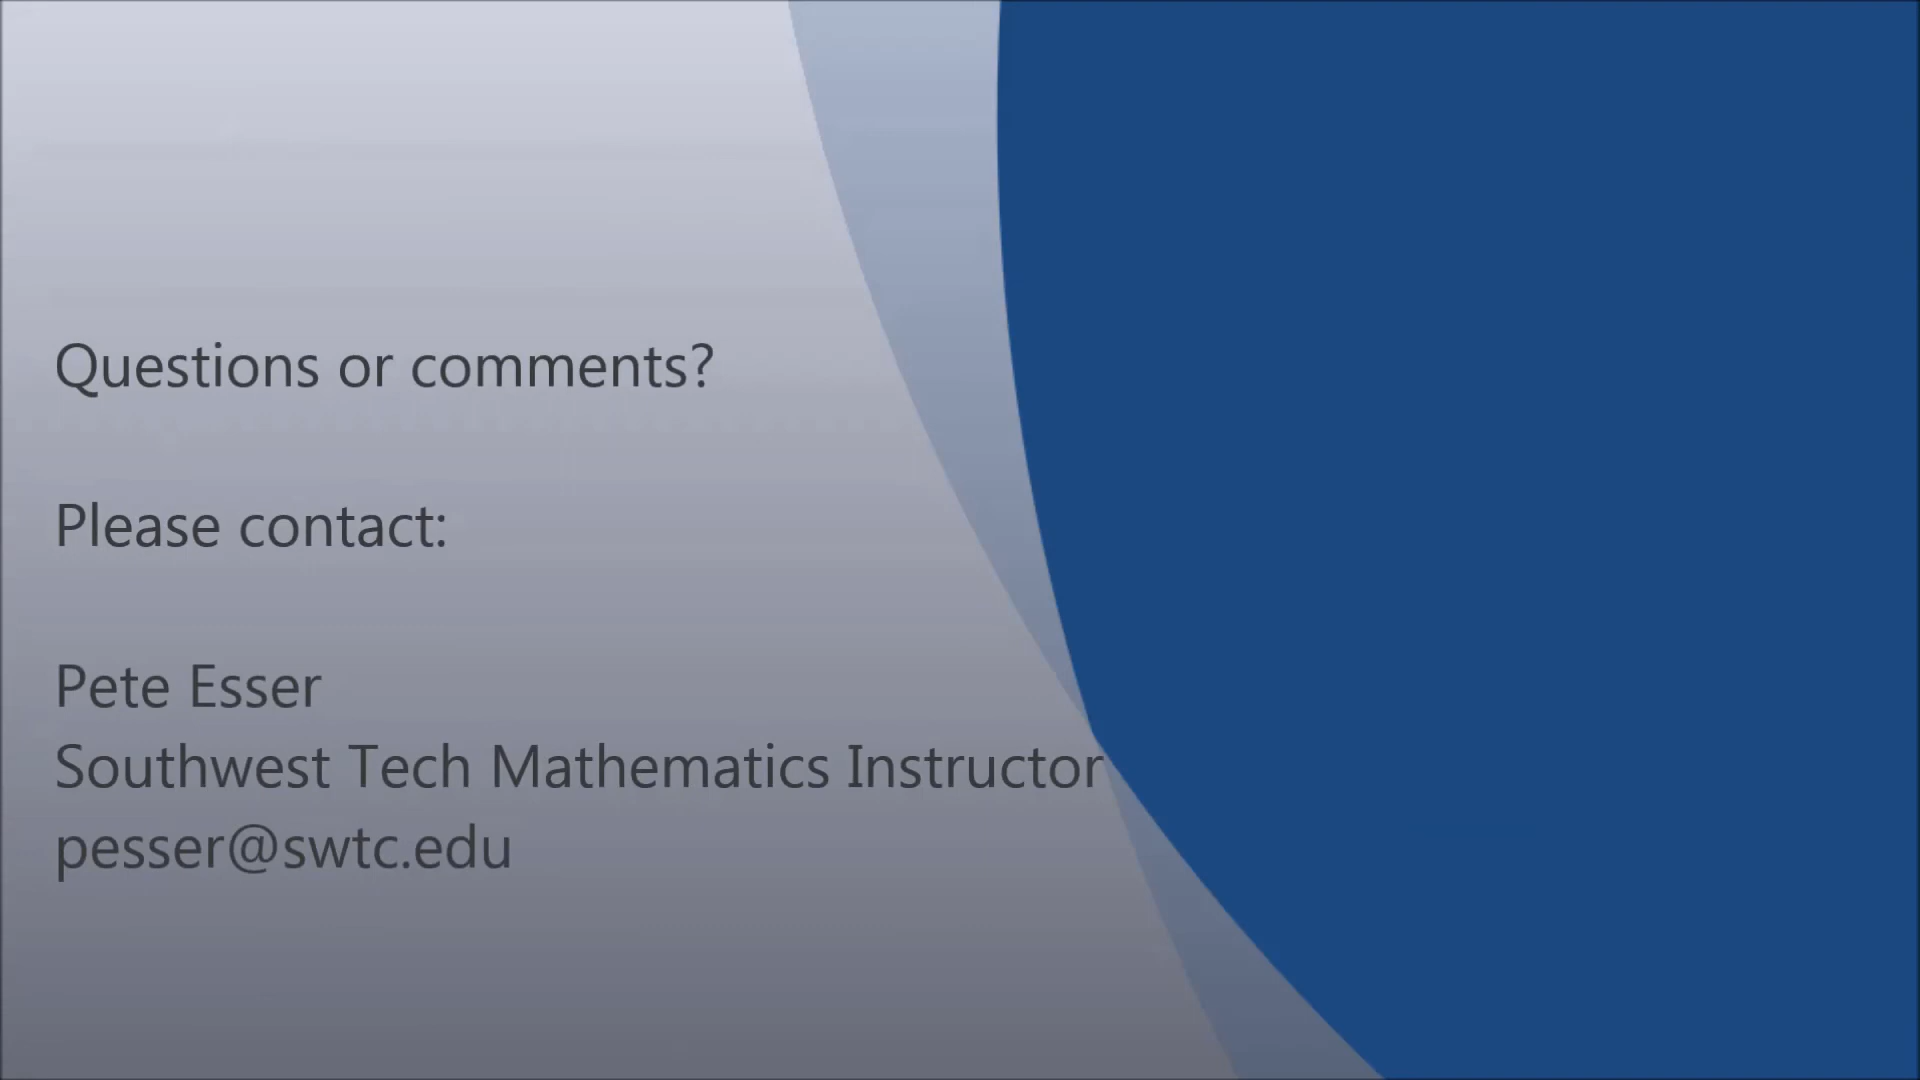 Questions or comments?
Please contact:
Pete Esser
Southwest Tech Mathematics Instructor
pesser@swtc.edu